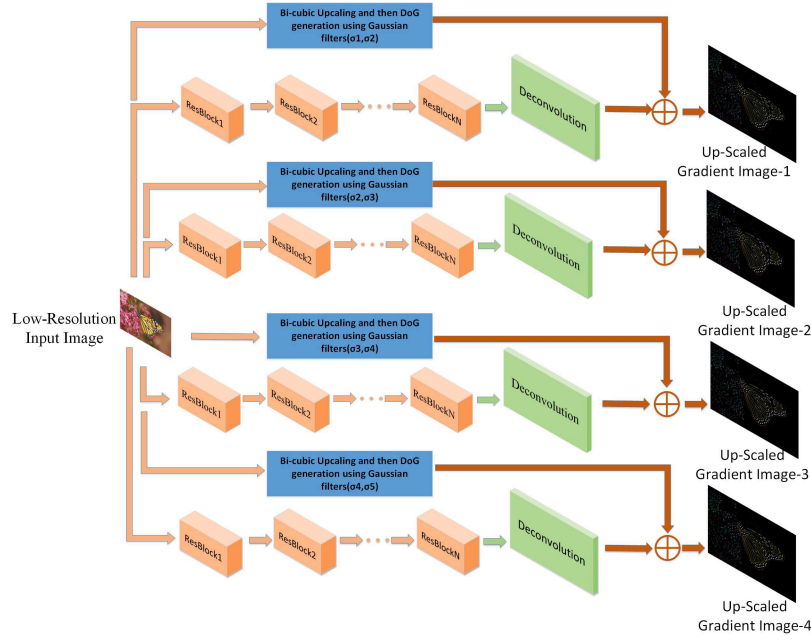 Bi-cubic Upcaling and then DoG
generation using Gaussian
filters(σ1,σ2)
ResBlock1
ResBlock2
ResBlockN
Deconvolution
Up-Scaled
Gradient Image-1
Bi-cubic Upcaling and then DoG
generation using Gaussian
filters(σ2,σ3)
ResBlock1
ResBlock2
ResBlockN
Deconvolution
Up-Scaled
Gradient Image-2
Low-Resolution
Input Image
Bi-cubic Upcaling and then DoG
generation using Gaussian
filters(σ3,σ4)
ResBlock1
ResBlock2
ResBlockN
Deconvolution
Up-Scaled
Gradient Image-3
Bi-cubic Upcaling and then DoG
generation using Gaussian
filters(σ4,σ5)
ResBlock1
ResBlock2
ResBlockN
Deconvolution
Up-Scaled
Gradient Image-4